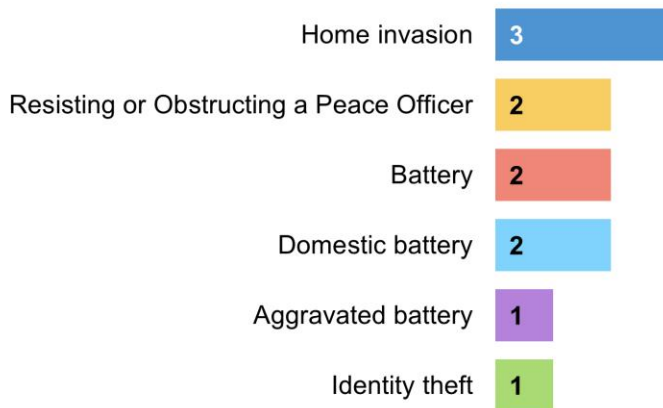 Home invasion 3
Resisting or Obstructing a Peace Officer 2
Battery 2
Domestic battery 2
Aggravated battery 1
Identity theft 1